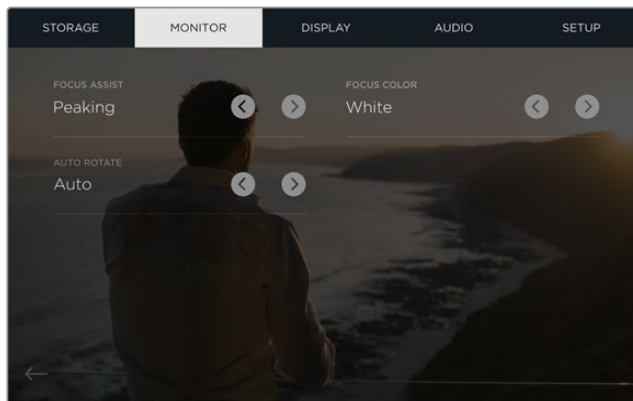 STORAGE MONITOR DISPLAY AUDIO SETUP
FOCUS ASSIST FOCUS COLOR
Peaking White
AUTO ROTATE
Auto